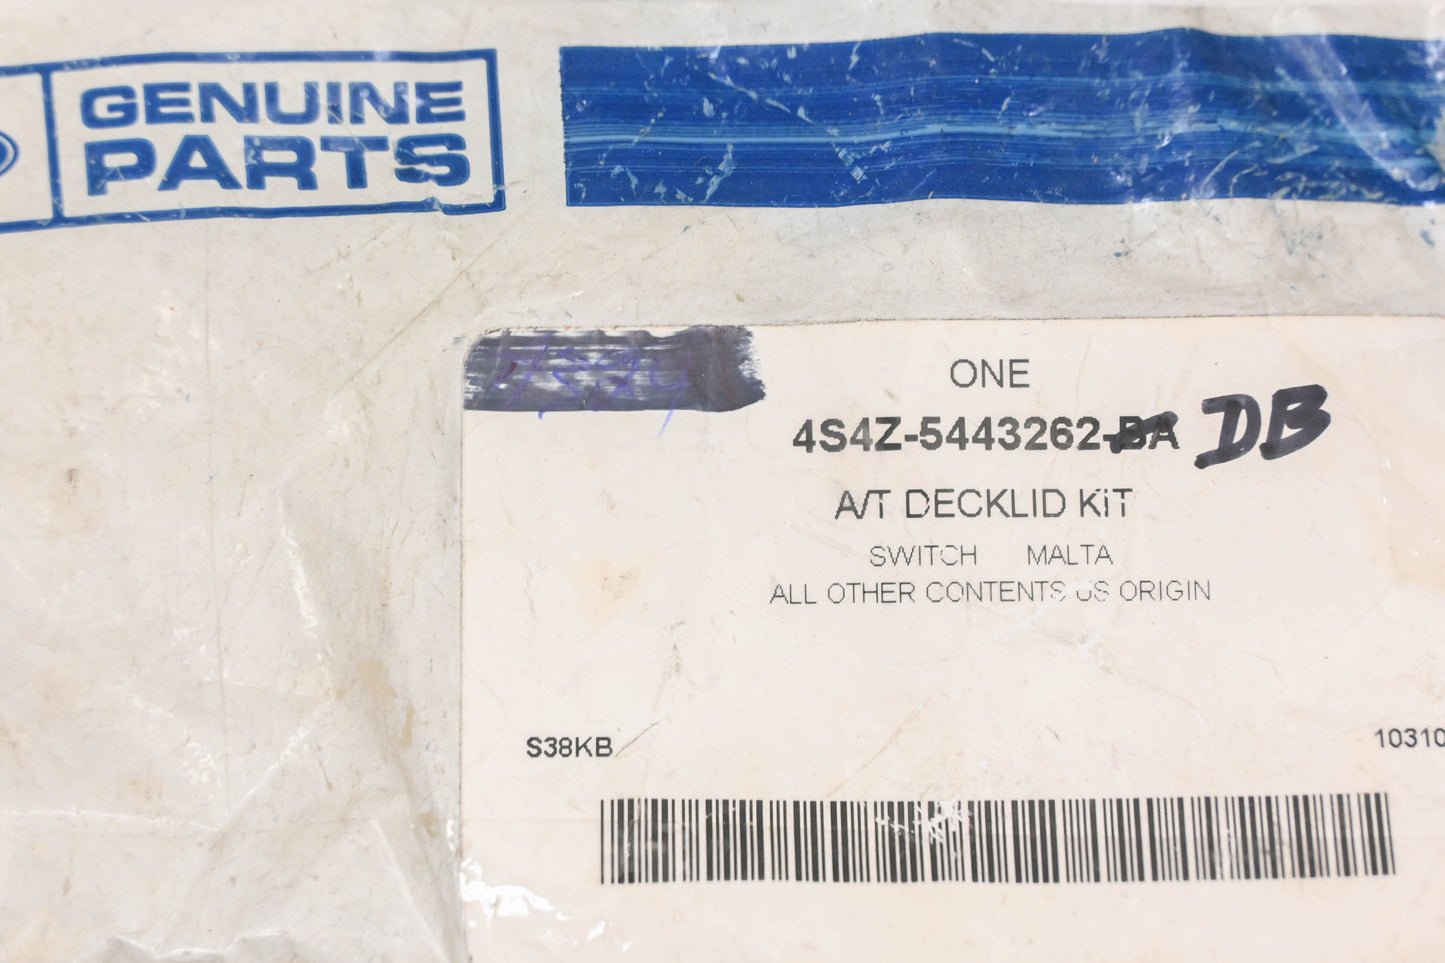 GENUINE
PARTS
ONE
4S4Z-5443262-BA DB
A/T DECKLID KIT
SWITCH MALTA
ALL OTHER CONTENTS US ORIGIN
S38KB
10310